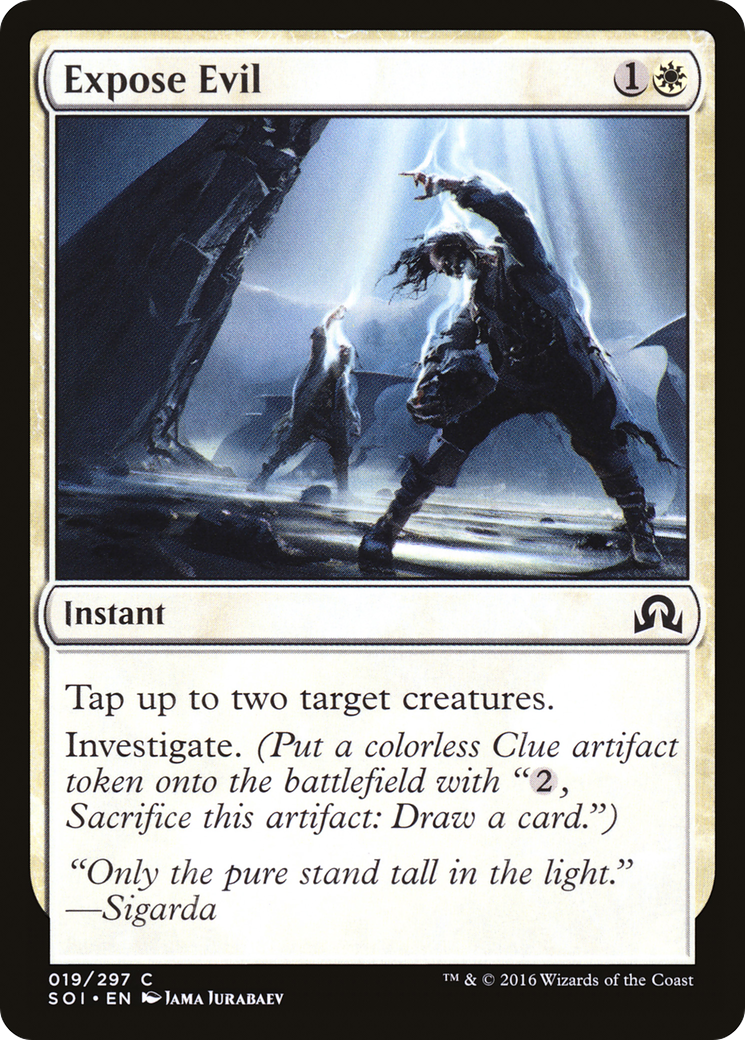 Expose Evil
1
Instant
Tap up to two target creatures.
Investigate. (Put a colorless Clue artifact
token onto the battlefield with “2,
Sacrifice this artifact: Draw a card.”)
“Only the pure stand tall in the light.”
—Sigarda
019/297 C
SOI • EN Jama Jurabaev
™ & © 2016 Wizards of the Coast